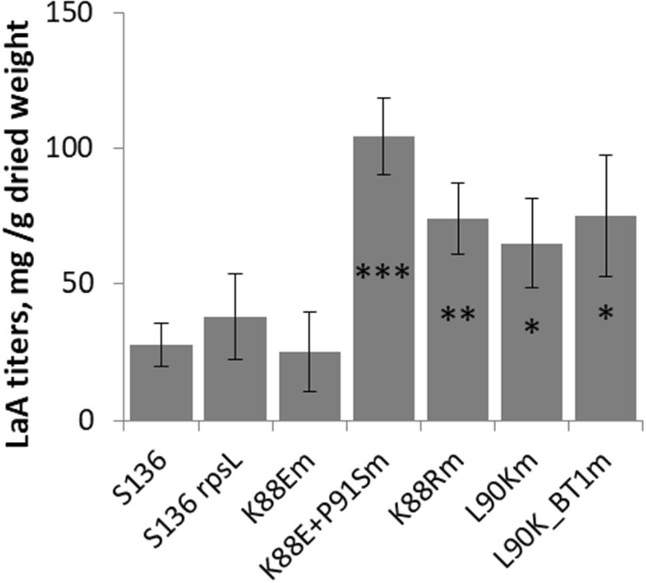 LaA titers, mg /g dried weight
150
100
50
0
***
**
*
*
S136
S136 rpsL
K88Em
K88E+P91Sm
K88Rm
L90Km
L90K_BT1m